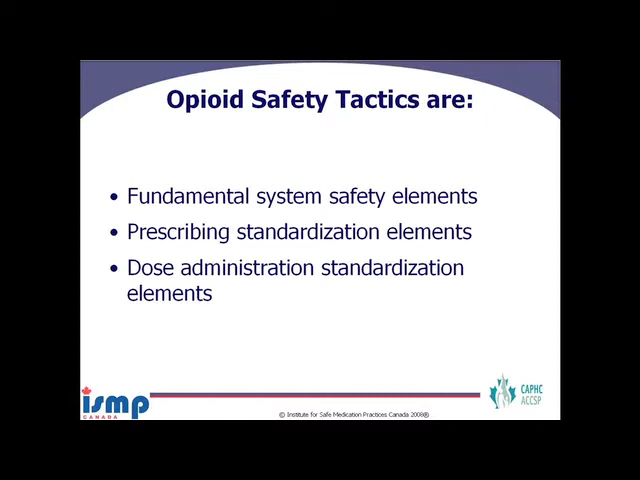 Opioid Safety Tactics are:
• Fundamental system safety elements
• Prescribing standardization elements
• Dose administration standardization
elements
ismp
CANADA
© Institute for Safe Medication Practices Canada 2008®
CAPHC
ACCSP